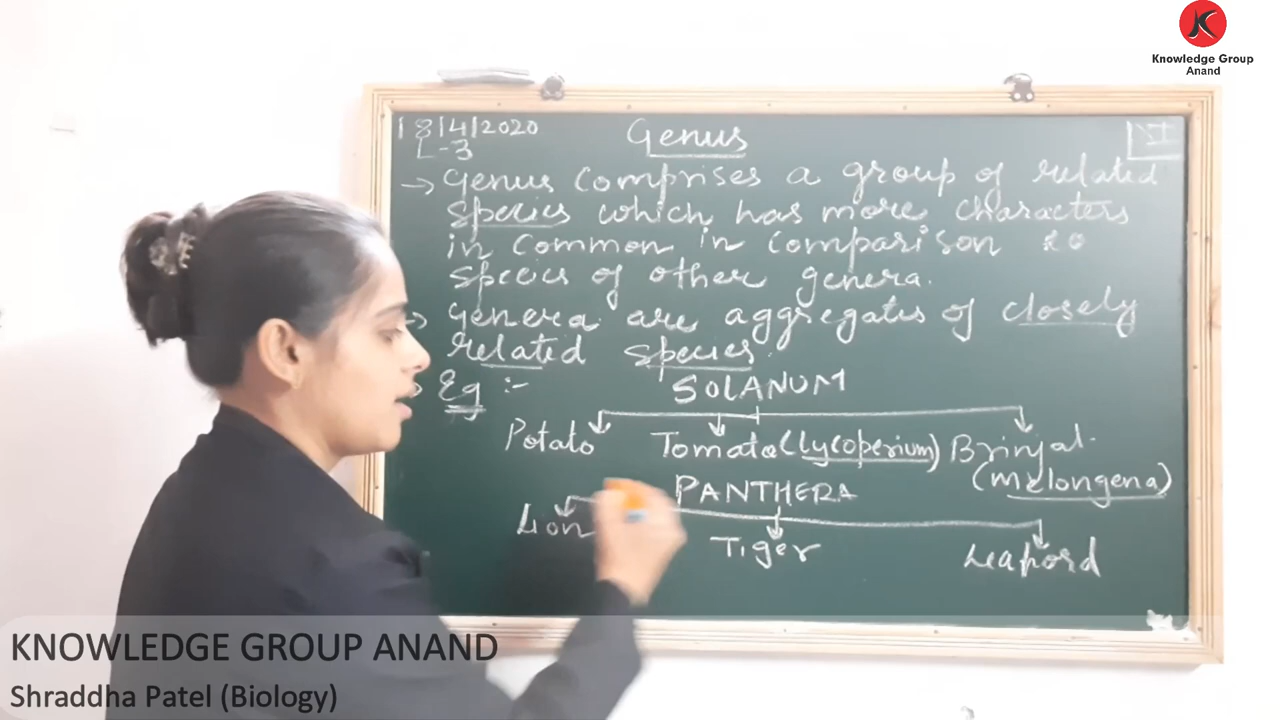 Knowledge Group
Anand
18/4/2020
L-3
Genus
VI
→ Genus comprises a group of related
species which has more characters
in common in comparison to
species of other genera.
→ Genera are aggregates of closely
related species.
→ Eg :-
SOLANUM
Potato Tomato (lycoperium) Brinjal
(melongena)
PANTHERA
Lion Tiger Leapord
KNOWLEDGE GROUP ANAND
Shraddha Patel (Biology)